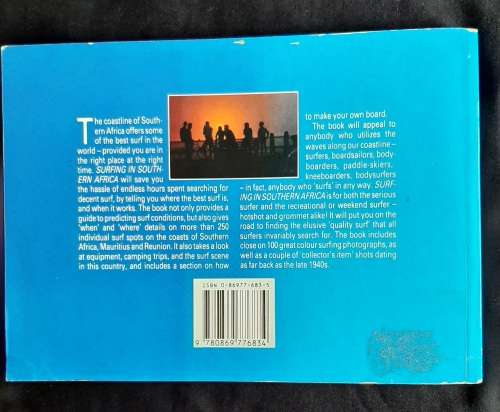 The coastline of South-
ern Africa offers some
of the best surf in the
world – provided you are in
the right place at the right
time. SURFING IN SOUTH-
ERN AFRICA will save you
the hassle of endless hours spent searching for
decent surf, by telling you where the best surf is,
and when it works. The book not only provides a
guide to predicting surf conditions, but also gives
'when' and 'where' details on more than 250
individual surf spots on the coasts of Southern
Africa, Mauritius and Reunion. It also takes a look
at equipment, camping trips, and the surf scene
in this country, and includes a section on how
to make your own board.
The book will appeal to
anybody who utilizes the
waves along our coastline –
surfers, boardsailors, body-
boarders, paddle-skiers,
kneeboarders, bodysurfers
– in fact, anybody who 'surfs' in any way. SURF-
ING IN SOUTHERN AFRICA is for both the serious
surfer and the recreational or weekend surfer –
hotshot and grommet alike! It will put you on the
road to finding the elusive 'quality surf' that all
surfers invariably search for. The book includes
close on 100 great colour surfing photographs, as
well as a couple of 'collector's item' shots dating
as far back as the late 1940s.
ISBN 0-86977-683-5
9 780869 776834